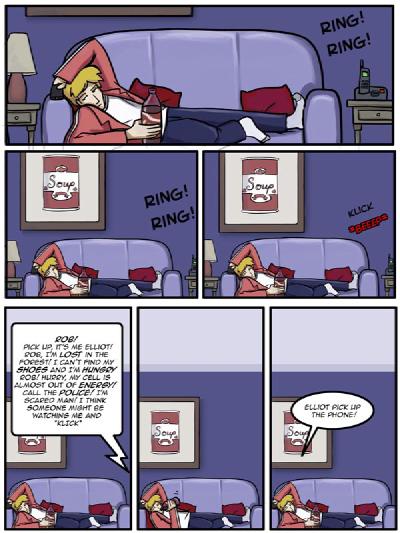 RING!
RING!
Soup
RING!
RING!
Soup
KLICK
*BEEEP*
ROB!
PICK UP, IT'S ME ELLIOT!
ROB, I'M LOST IN THE
FOREST! I CAN'T FIND MY
SHOES AND I'M HUNGRY
ROB! HURRY, MY CELL IS
ALMOST OUT OF ENERGY!
CALL THE POLICE! I'M
SCARED MAN! I THINK
SOMEONE MIGHT BE
WATCHING ME AND
*KLICK*
Soup
ELLIOT PICK UP
THE PHONE!
Soup